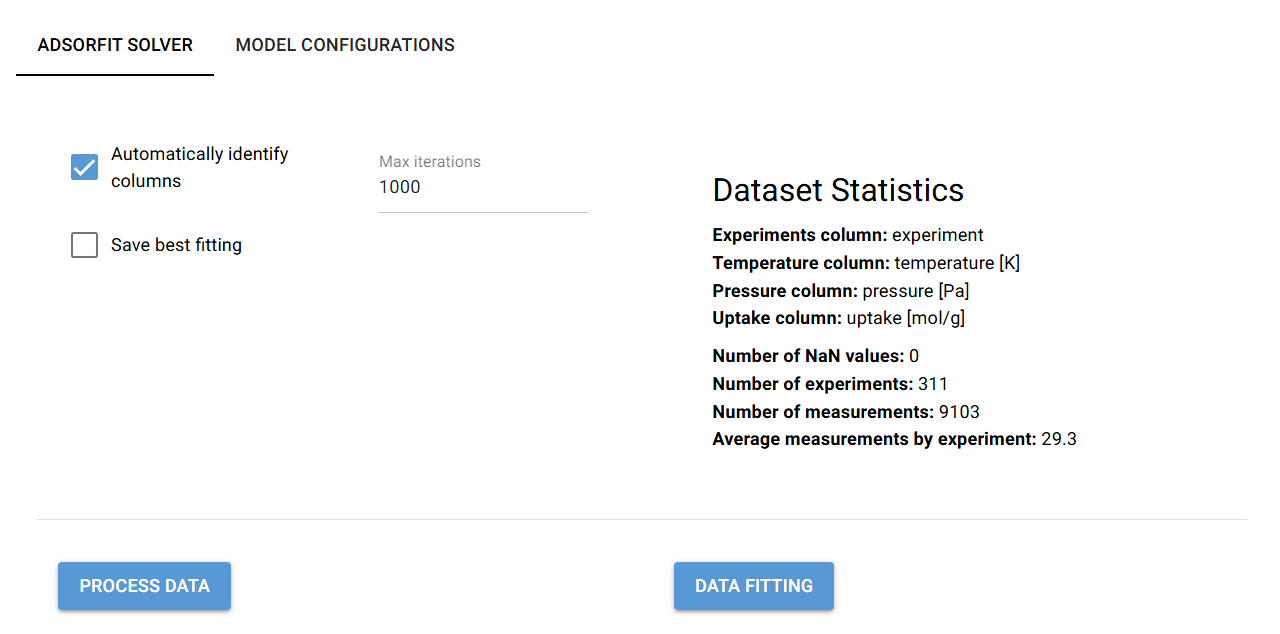 ADSORFIT SOLVER
MODEL CONFIGURATIONS
Automatically identify
columns
Save best fitting
Max iterations
1000
Dataset Statistics
Experiments column: experiment
Temperature column: temperature [K]
Pressure column: pressure [Pa]
Uptake column: uptake [mol/g]
Number of NaN values: 0
Number of experiments: 311
Number of measurements: 9103
Average measurements by experiment: 29.3
PROCESS DATA
DATA FITTING